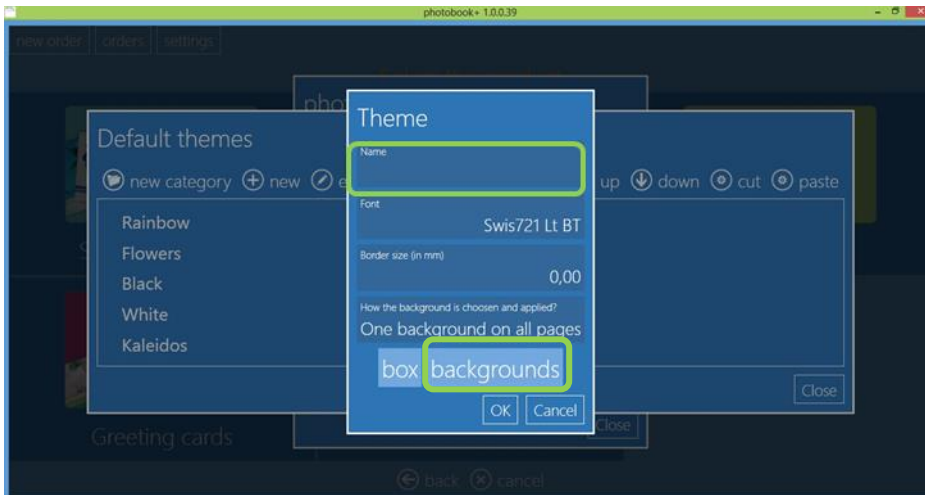 photobook+ 1.0.0.39
new order orders settings
pho
Theme
Default themes
Name
new category new e up down cut paste
Font
Swis721 Lt BT
Rainbow
Flowers
Border size (in mm)
0,00
Black
White
How the background is choosen and applied?
One background on all pages
Kaleidos
box backgrounds
Close
OK Cancel
Close
Greeting cards
back cancel